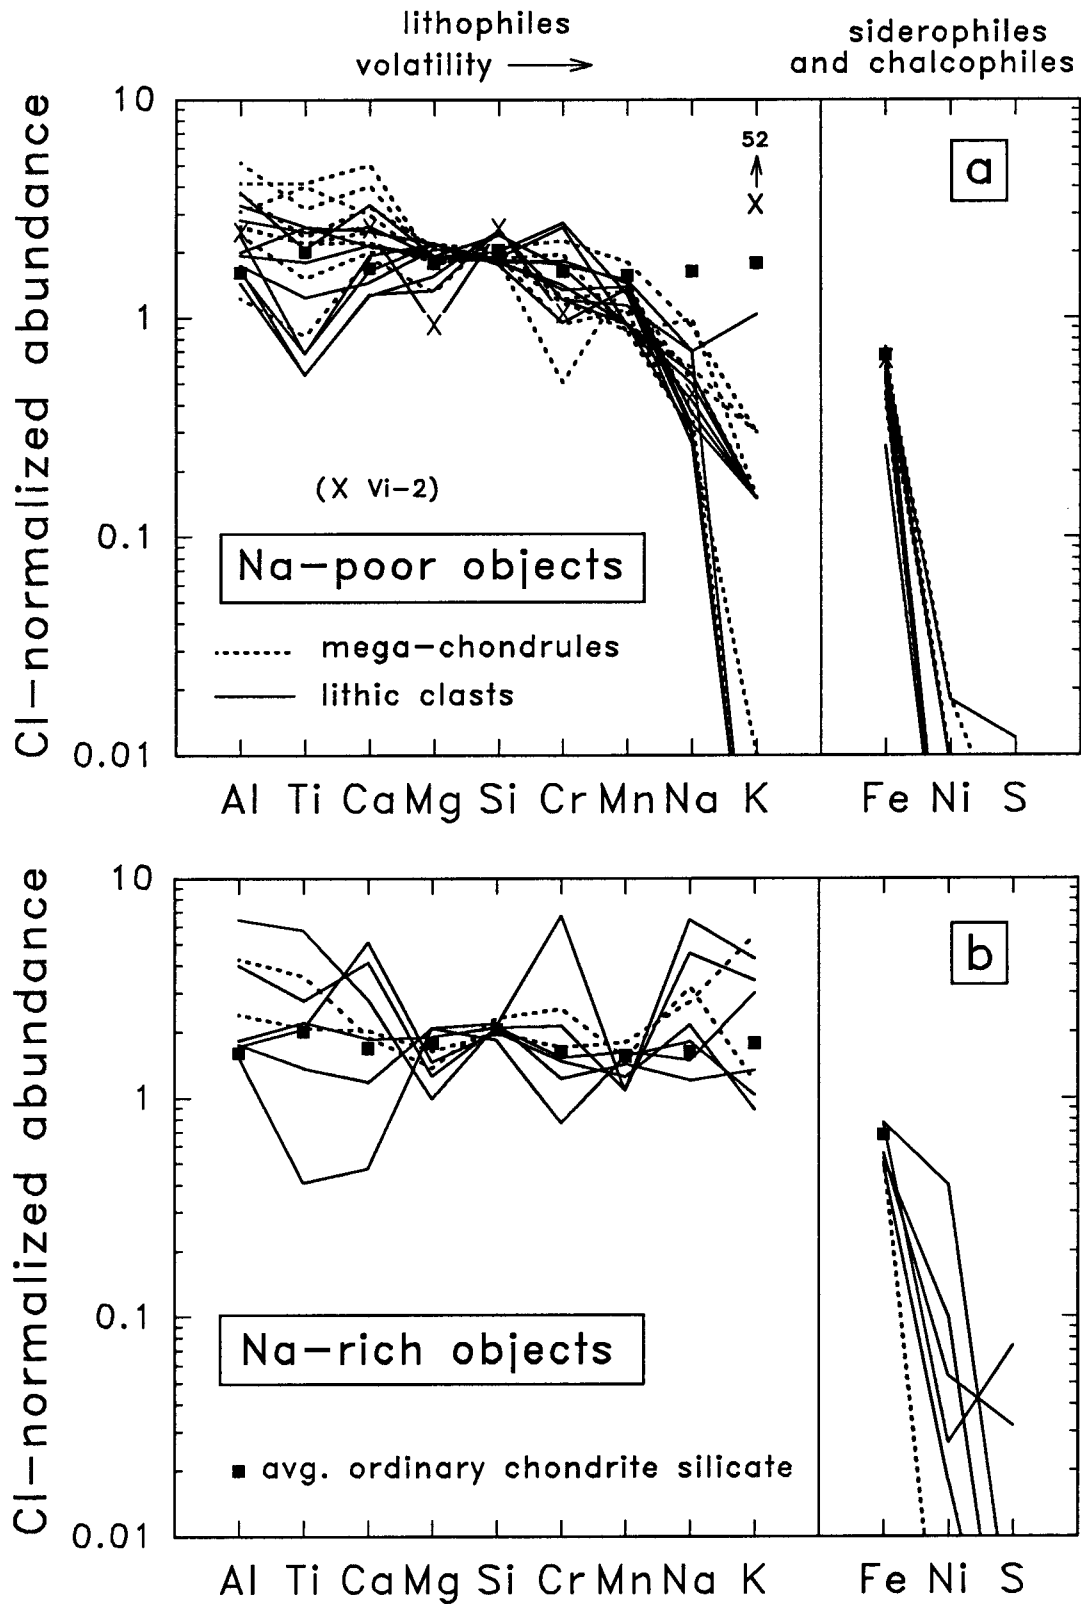 lithophiles
volatility
siderophiles
and chalcophiles
CI-normalized abundance
10
1
0.1
0.01
52
X
a
(X Vi-2)
Na-poor objects
mega-chondrules
lithic clasts
Al Ti Ca Mg Si Cr Mn Na K Fe Ni S
CI-normalized abundance
10
1
0.1
0.01
b
Na-rich objects
avg. ordinary chondrite silicate
Al Ti Ca Mg Si Cr Mn Na K Fe Ni S